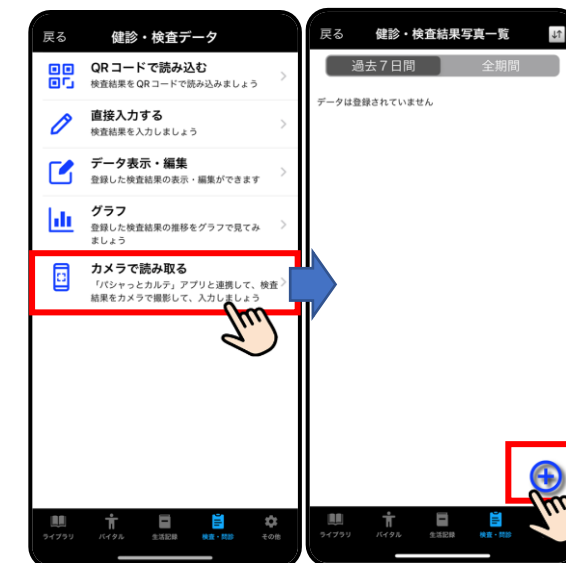 戻る
健診・検査データ
QRコードで読み込む
検査結果をQRコードで読み込みましょう
直接入力する
検査結果を入力しましょう
データ表示・編集
登録した検査結果の表示・編集ができます
グラフ
登録した検査結果の推移をグラフで見てみ
ましょう
カメラで読み取る
「パシャっとカルテ」アプリと連携して、検査
結果をカメラで撮影して、入力しましょう
ライブラリ
バイタル
生活記録
検査・問診
その他
戻る
健診・検査結果写真一覧
過去７日間
全期間
データは登録されていません
ライブラリ
バイタル
生活記録
検査・問診